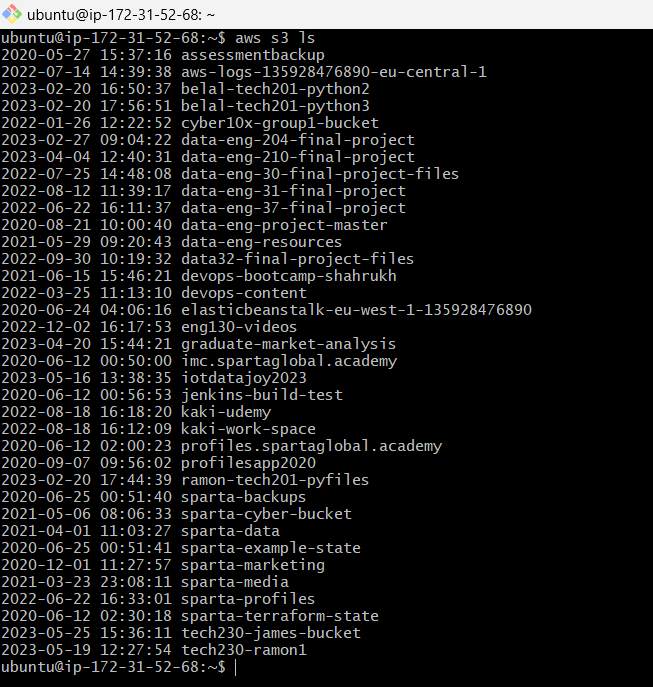 ubuntu@ip-172-31-52-68: ~
ubuntu@ip-172-31-52-68:~$ aws s3 ls
2020-05-27 15:37:16 assessmentbackup
2022-07-14 14:39:38 aws-logs-135928476890-eu-central-1
2023-02-20 16:50:37 belal-tech201-python2
2023-02-20 17:56:51 belal-tech201-python3
2022-01-26 12:22:52 cyber10x-group1-bucket
2023-02-27 09:04:22 data-eng-204-final-project
2023-04-04 12:40:31 data-eng-210-final-project
2022-07-25 14:48:08 data-eng-30-final-project-files
2022-08-12 11:39:17 data-eng-31-final-project
2022-06-22 16:11:37 data-eng-37-final-project
2020-08-21 10:00:40 data-eng-project-master
2021-05-29 09:20:43 data-eng-resources
2022-09-30 10:19:32 data32-final-project-files
2021-06-15 15:46:21 devops-bootcamp-shahrukh
2022-03-25 11:13:10 devops-content
2020-06-24 04:06:16 elasticbeanstalk-eu-west-1-135928476890
2022-12-02 16:17:53 eng130-videos
2023-04-20 15:44:21 graduate-market-analysis
2020-06-12 00:50:00 imc.spartaglobal.academy
2023-05-16 13:38:35 iotdatajoy2023
2020-06-12 00:56:53 jenkins-build-test
2022-08-18 16:18:20 kaki-udemy
2022-08-18 16:12:09 kaki-work-space
2020-06-12 02:00:23 profiles.spartaglobal.academy
2020-09-07 09:56:02 profilesapp2020
2023-02-20 17:44:39 ramon-tech201-pyfiles
2020-06-25 00:51:40 sparta-backups
2021-05-06 08:06:33 sparta-cyber-bucket
2021-04-01 11:03:27 sparta-data
2020-06-25 00:51:41 sparta-example-state
2020-12-01 11:27:57 sparta-marketing
2021-03-23 23:08:11 sparta-media
2022-06-22 16:33:01 sparta-profiles
2020-06-12 02:30:18 sparta-terraform-state
2023-05-25 15:36:11 tech230-james-bucket
2023-05-19 12:27:54 tech230-ramon1
ubuntu@ip-172-31-52-68:~$